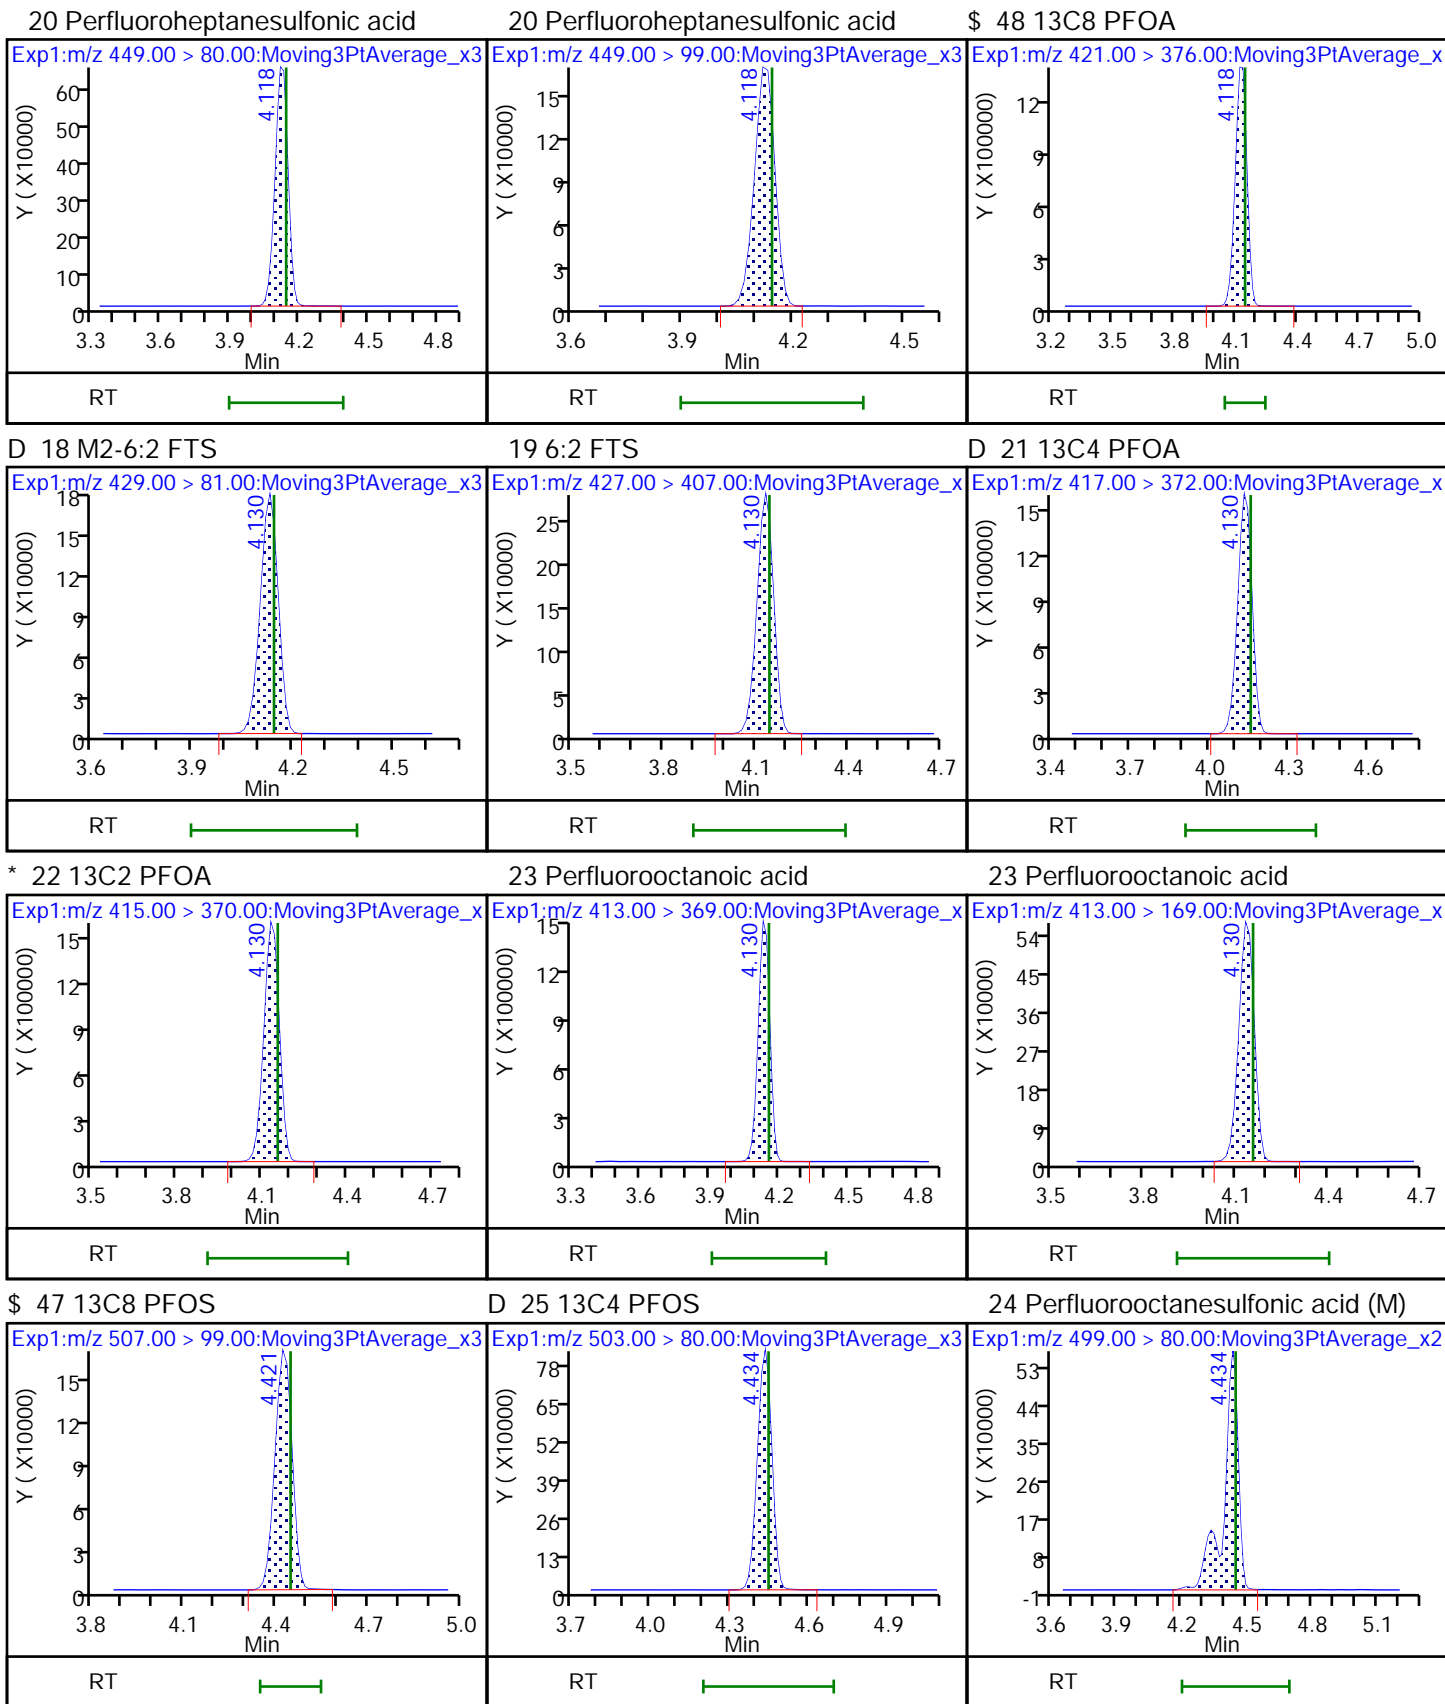 20 Perfluoroheptanesulfonic acid
Exp1:m/z 449.00 > 80.00:Moving3PtAverage_x3
4.118
Y ( X10000)
60
50
40
30
20
10
0
3.3 3.6 3.9 4.2 4.5 4.8
Min
RT
20 Perfluoroheptanesulfonic acid
Exp1:m/z 449.00 > 99.00:Moving3PtAverage_x3
4.118
Y ( X10000)
15
12
9
6
3
0
3.6 3.9 4.2 4.5
Min
RT
$ 48 13C8 PFOA
Exp1:m/z 421.00 > 376.00:Moving3PtAverage_x
4.118
Y ( X100000)
12
9
6
3
0
3.2 3.5 3.8 4.1 4.4 4.7 5.0
Min
RT
D 18 M2-6:2 FTS
Exp1:m/z 429.00 > 81.00:Moving3PtAverage_x3
4.130
Y ( X10000)
18
15
12
9
6
3
0
3.6 3.9 4.2 4.5
Min
RT
19 6:2 FTS
Exp1:m/z 427.00 > 407.00:Moving3PtAverage_x
4.130
Y ( X10000)
25
20
15
10
5
0
3.5 3.8 4.1 4.4 4.7
Min
RT
D 21 13C4 PFOA
Exp1:m/z 417.00 > 372.00:Moving3PtAverage_x
4.130
Y ( X100000)
15
12
9
6
3
0
3.4 3.7 4.0 4.3 4.6
Min
RT
* 22 13C2 PFOA
Exp1:m/z 415.00 > 370.00:Moving3PtAverage_x
4.130
Y ( X100000)
15
12
9
6
3
0
3.5 3.8 4.1 4.4 4.7
Min
RT
23 Perfluorooctanoic acid
Exp1:m/z 413.00 > 369.00:Moving3PtAverage_x
4.130
Y ( X100000)
15
12
9
6
3
0
3.3 3.6 3.9 4.2 4.5 4.8
Min
RT
23 Perfluorooctanoic acid
Exp1:m/z 413.00 > 169.00:Moving3PtAverage_x
4.130
Y ( X10000)
54
45
36
27
18
9
0
3.5 3.8 4.1 4.4 4.7
Min
RT
$ 47 13C8 PFOS
Exp1:m/z 507.00 > 99.00:Moving3PtAverage_x3
4.421
Y ( X10000)
15
12
9
6
3
0
3.8 4.1 4.4 4.7 5.0
Min
RT
D 25 13C4 PFOS
Exp1:m/z 503.00 > 80.00:Moving3PtAverage_x3
4.434
Y ( X10000)
78
65
52
39
26
13
0
3.7 4.0 4.3 4.6 4.9
Min
RT
24 Perfluorooctanesulfonic acid (M)
Exp1:m/z 499.00 > 80.00:Moving3PtAverage_x2
4.434
Y ( X10000)
53
44
35
26
17
8
-1
3.6 3.9 4.2 4.5 4.8 5.1
Min
RT